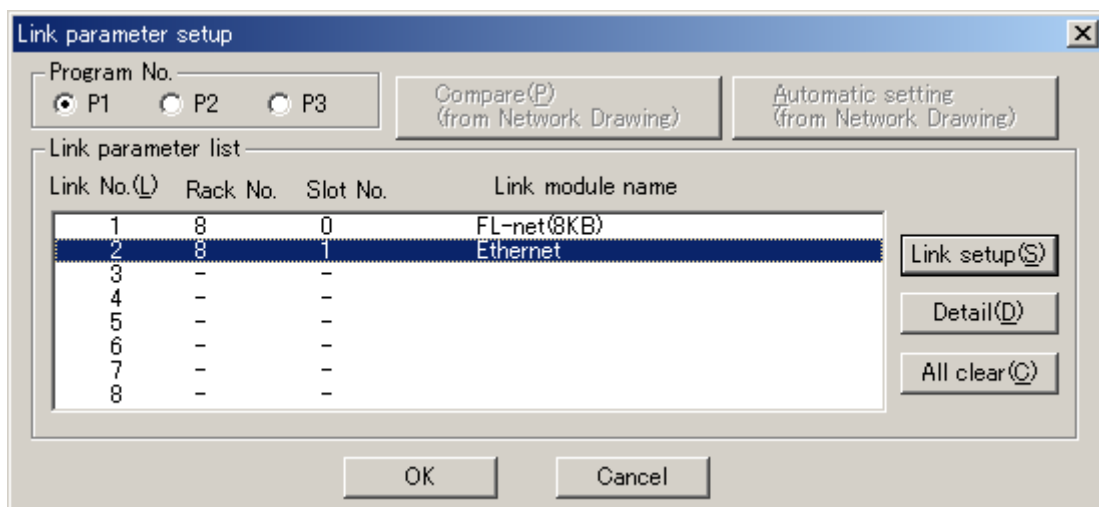 Link parameter setup
Program No.
P1 P2 P3
Compare(P)
(from Network Drawing)
Automatic setting
(from Network Drawing)
Link parameter list
Link No.(L) Rack No. Slot No. Link module name
1 8 0 FL-net(8KB)
2 8 1 Ethernet
3 - -
4 - -
5 - -
6 - -
7 - -
8 - -
Link setup(S)
Detail(D)
All clear(C)
OK Cancel